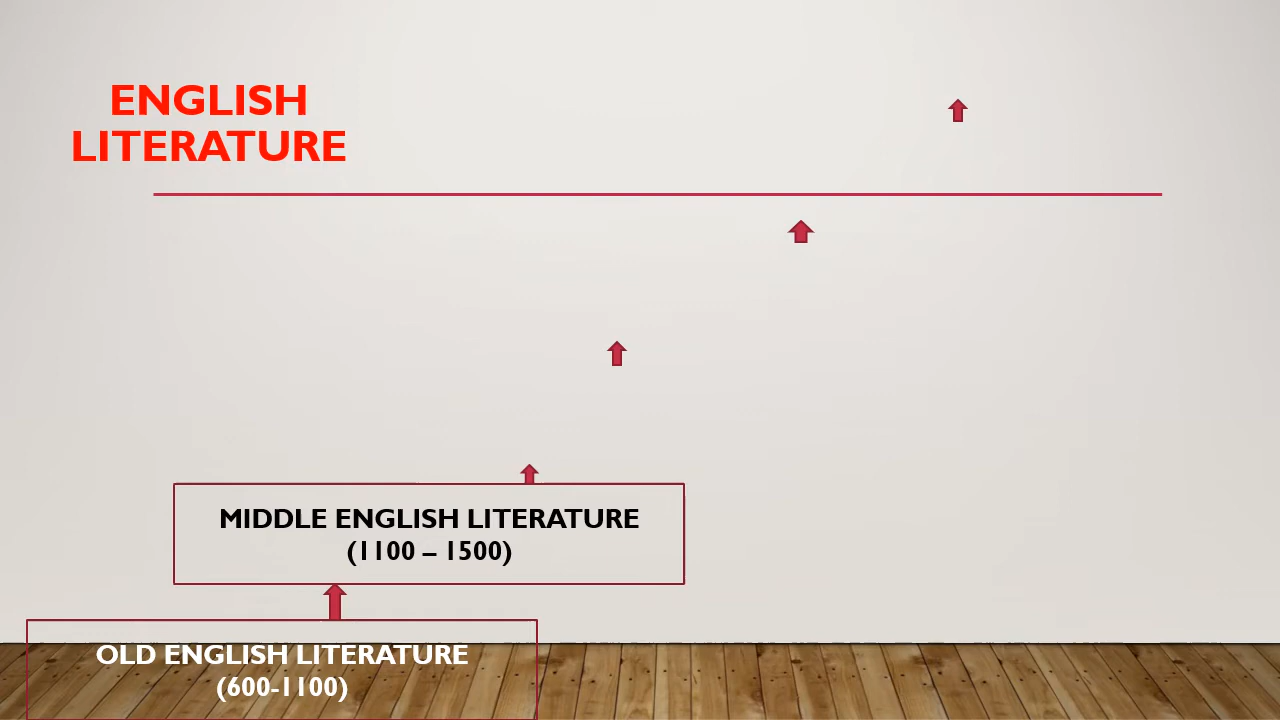 ENGLISH
LITERATURE
MIDDLE ENGLISH LITERATURE
(1100 – 1500)
OLD ENGLISH LITERATURE
(600-1100)